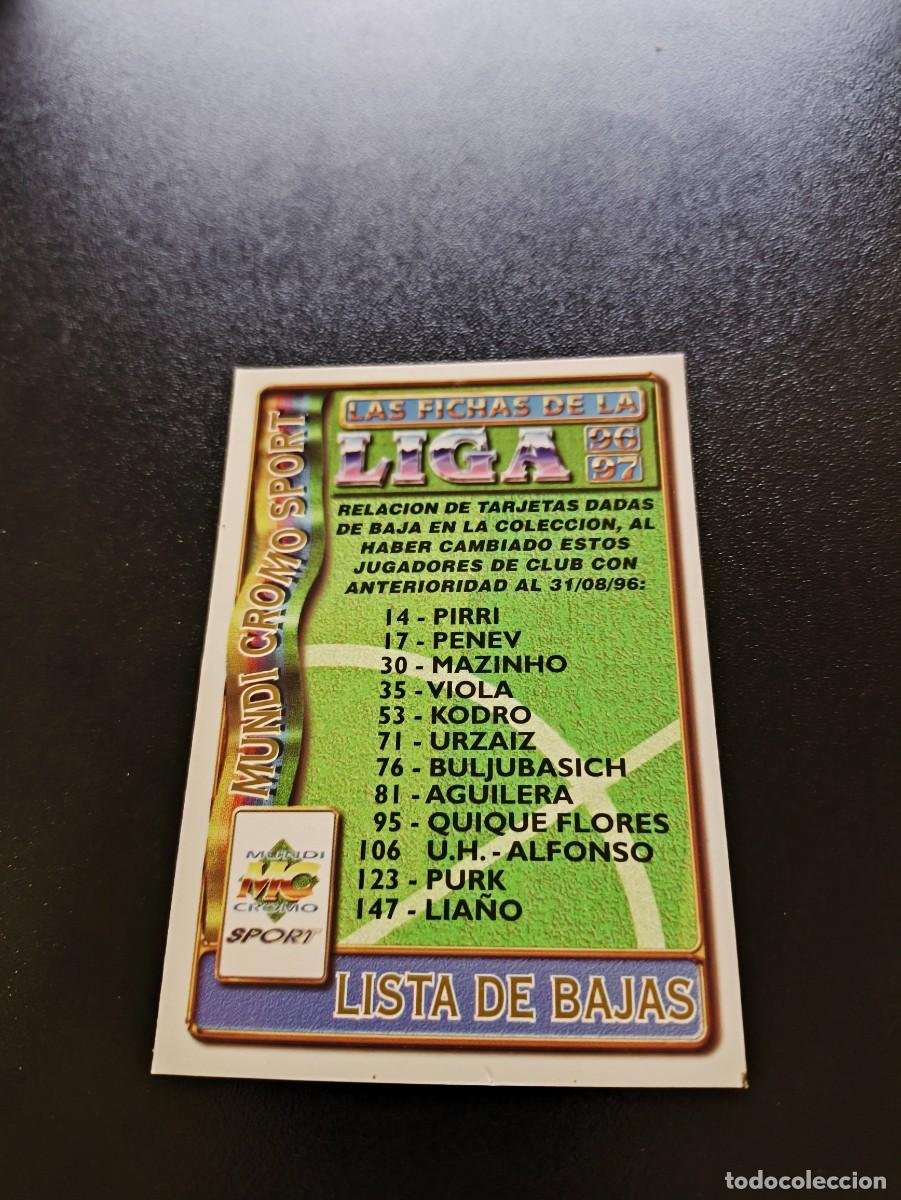 LAS FICHAS DE LA
LIGA 96 97
RELACION DE TARJETAS DADAS
DE BAJA EN LA COLECCION, AL
HABER CAMBIADO ESTOS
JUGADORES DE CLUB CON
ANTERIORIDAD AL 31/08/96:
14 - PIRRI
17 - PENEV
30 - MAZINHO
35 - VIOLA
53 - KODRO
71 - URZAIZ
76 - BULJUBASICH
81 - AGUILERA
95 - QUIQUE FLORES
106 U.H. - ALFONSO
123 - PURK
147 - LIAÑO
MUNDI CROMO SPORT
MUNDI
MC
CROMO
SPORT
LISTA DE BAJAS
todocoleccion